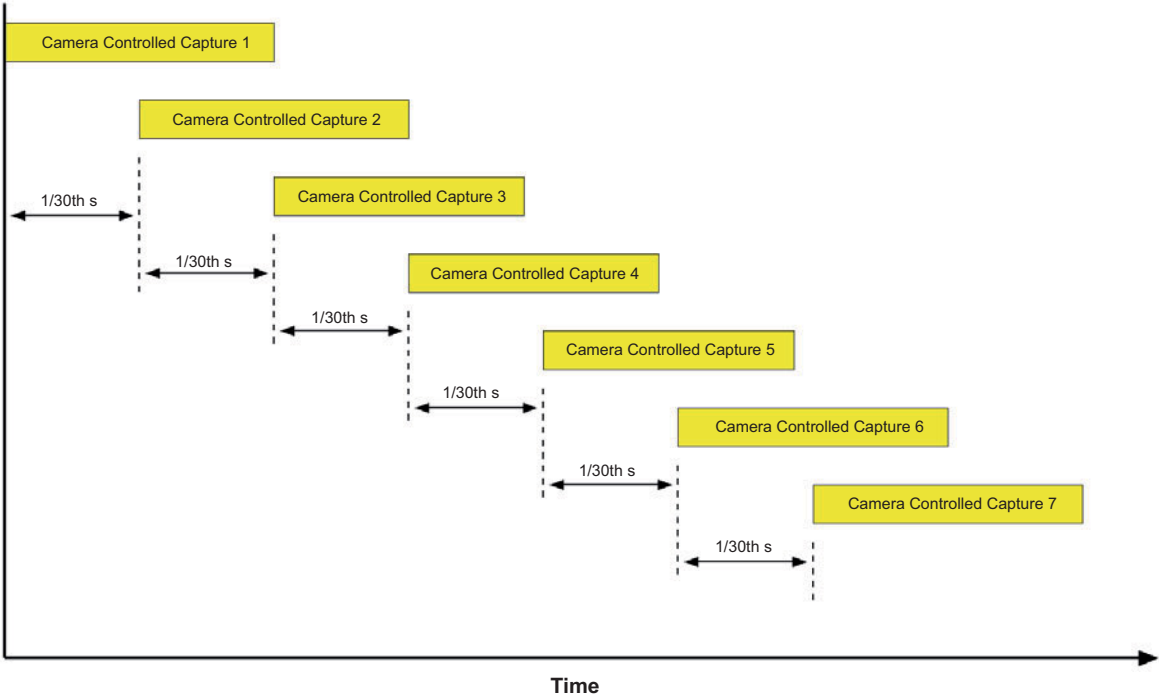 Camera Controlled Capture 1
Camera Controlled Capture 2
Camera Controlled Capture 3
1/30th s
1/30th s
Camera Controlled Capture 4
1/30th s
Camera Controlled Capture 5
1/30th s
Camera Controlled Capture 6
1/30th s
Camera Controlled Capture 7
1/30th s
Time